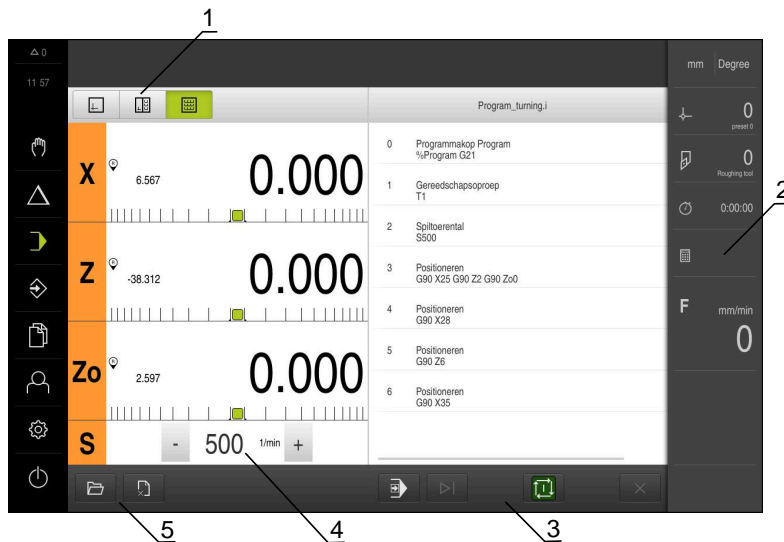 1
△ 0
11 57
mm Degree
Program_turning.i
X
R
6.567
0.000
Z
R
-38.312
0.000
Zo
R
2.597
0.000
S
-
500
1/min
+
0 Programmakop Program
%Program G21
1 Gereedschapsoproep
T1
2 Spiltoerental
S500
3 Positioneren
G90 X25 G90 Z2 G90 Zo0
4 Positioneren
G90 X28
5 Positioneren
G90 Z6
6 Positioneren
G90 X35
0
preset 0
0
Roughing tool
0:00:00
2
F mm/min
0
5
4
3